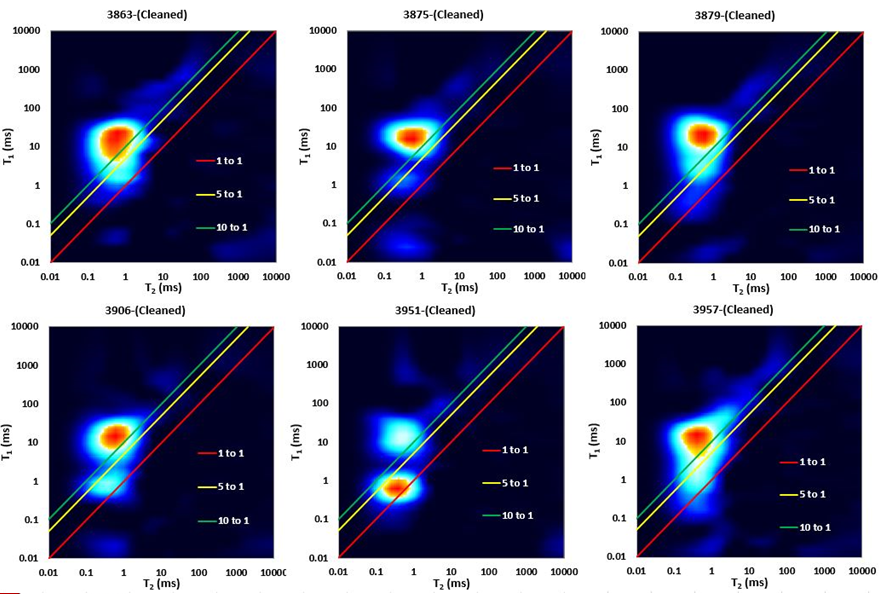 3863-(Cleaned)
10000
1000
100
10
1
0.1
0.01
T1 (ms)
1 to 1
5 to 1
10 to 1
0.01 0.1 1 10 100 1000 10000
T2 (ms)
3875-(Cleaned)
10000
1000
100
10
1
0.1
0.01
T1 (ms)
1 to 1
5 to 1
10 to 1
0.01 0.1 1 10 100 1000 10000
T2 (ms)
3879-(Cleaned)
10000
1000
100
10
1
0.1
0.01
T1 (ms)
1 to 1
5 to 1
10 to 1
0.01 0.1 1 10 100 1000 10000
T2 (ms)
3906-(Cleaned)
10000
1000
100
10
1
0.1
0.01
T1 (ms)
1 to 1
5 to 1
10 to 1
0.01 0.1 1 10 100 1000 10000
T2 (ms)
3951-(Cleaned)
10000
1000
100
10
1
0.1
0.01
T1 (ms)
1 to 1
5 to 1
10 to 1
0.01 0.1 1 10 100 1000 10000
T2 (ms)
3957-(Cleaned)
10000
1000
100
10
1
0.1
0.01
T1 (ms)
1 to 1
5 to 1
10 to 1
0.01 0.1 1 10 100 1000 10000
T2 (ms)